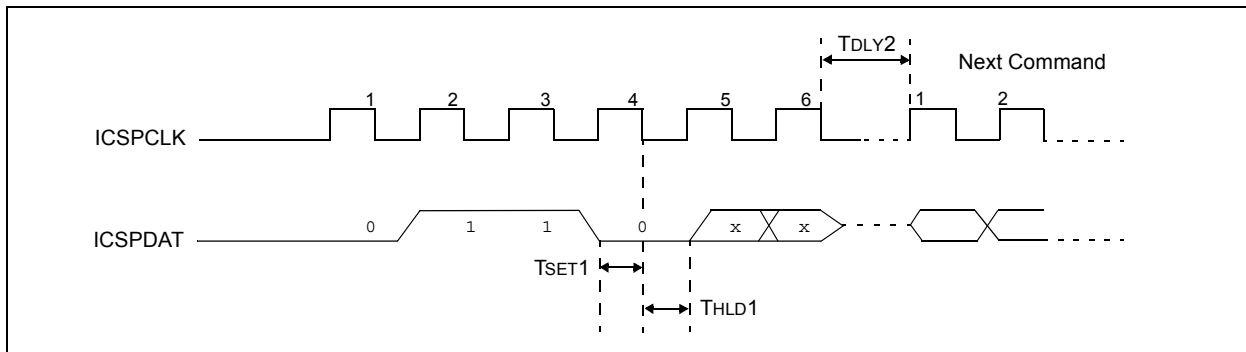 TDLY2
Next Command
1 2 3 4 5 6 1 2
ICSPCLK
ICSPDAT
0 1 1 0 x x
TSET1
THLD1